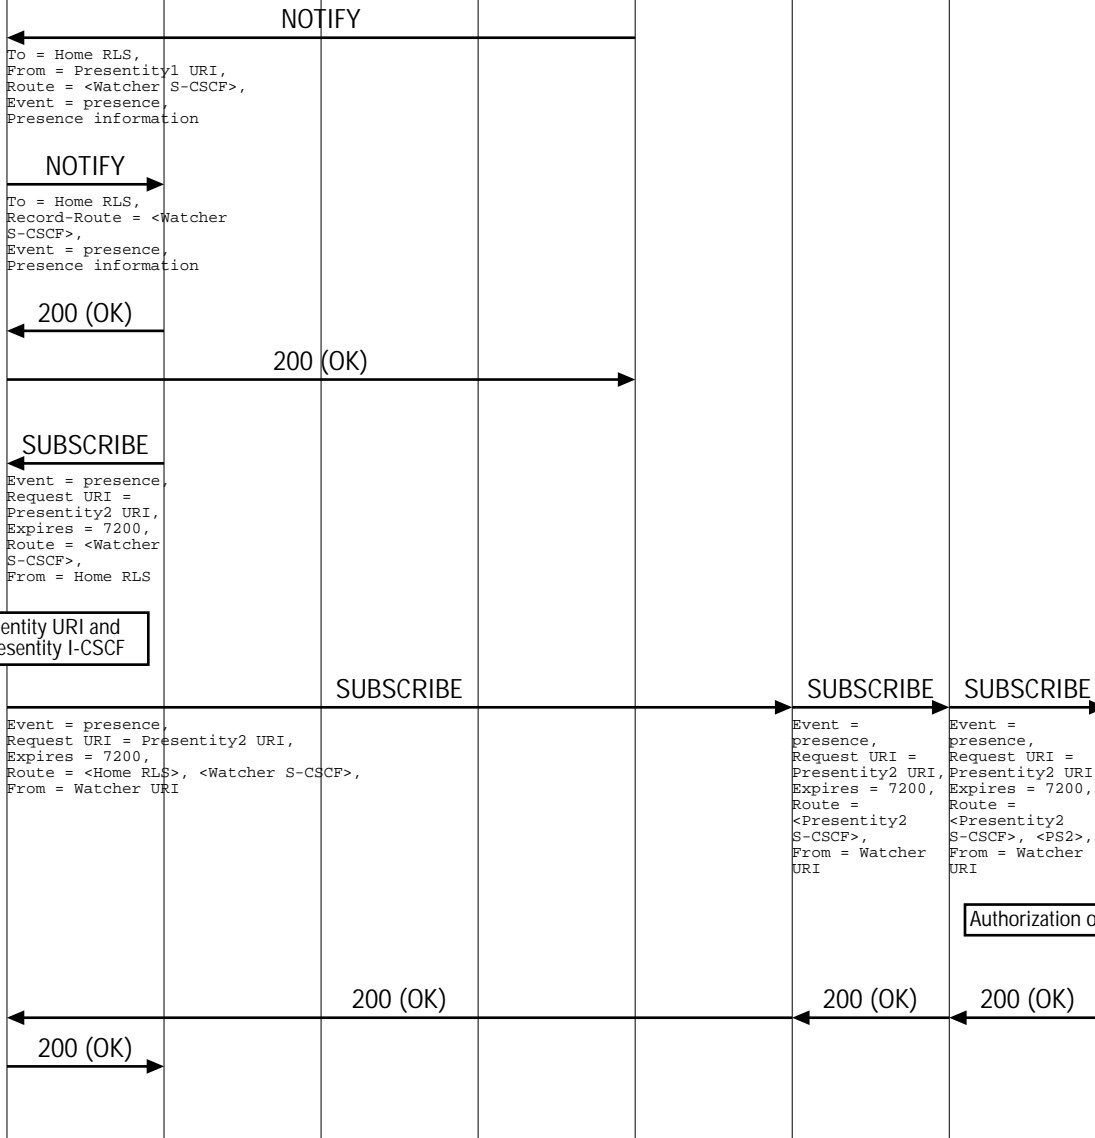 NOTIFY
To = Home RLS,
From = Presentity1 URI,
Route = <Watcher S-CSCF>,
Event = presence,
Presence information
NOTIFY
To = Home RLS,
Record-Route = <Watcher
S-CSCF>,
Event = presence,
Presence information
200 (OK)
200 (OK)
SUBSCRIBE
Event = presence,
Request URI =
Presentity2 URI,
Expires = 7200,
Route = <Watcher
S-CSCF>,
From = Home RLS
entity URI and
esentity I-CSCF
SUBSCRIBE
Event = presence,
Request URI = Presentity2 URI,
Expires = 7200,
Route = <Home RLS>, <Watcher S-CSCF>,
From = Watcher URI
SUBSCRIBE
Event =
presence,
Request URI =
Presentity2 URI,
Expires = 7200,
Route =
<Presentity2
S-CSCF>,
From = Watcher
URI
SUBSCRIBE
Event =
presence,
Request URI =
Presentity2 URI
Expires = 7200,
Route =
<Presentity2
S-CSCF>, <PS2>,
From = Watcher
URI
Authorization o
200 (OK)
200 (OK)
200 (OK)
200 (OK)